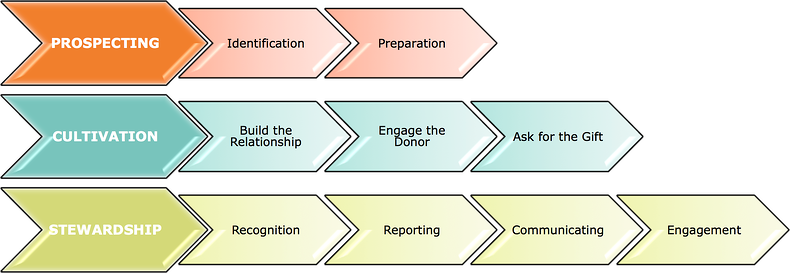 PROSPECTING
Identification
Preparation
CULTIVATION
Build the
Relationship
Engage the
Donor
Ask for the Gift
STEWARDSHIP
Recognition
Reporting
Communicating
Engagement